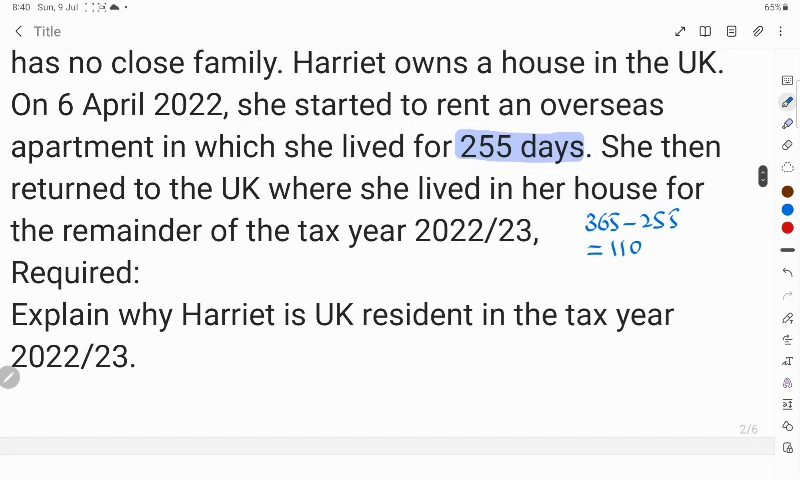 8:40 Sun, 9 Jul
65%
Title
has no close family. Harriet owns a house in the UK.
On 6 April 2022, she started to rent an overseas
apartment in which she lived for 255 days. She then
returned to the UK where she lived in her house for
the remainder of the tax year 2022/23,
365 - 255
= 110
Required:
Explain why Harriet is UK resident in the tax year
2022/23.
2/6